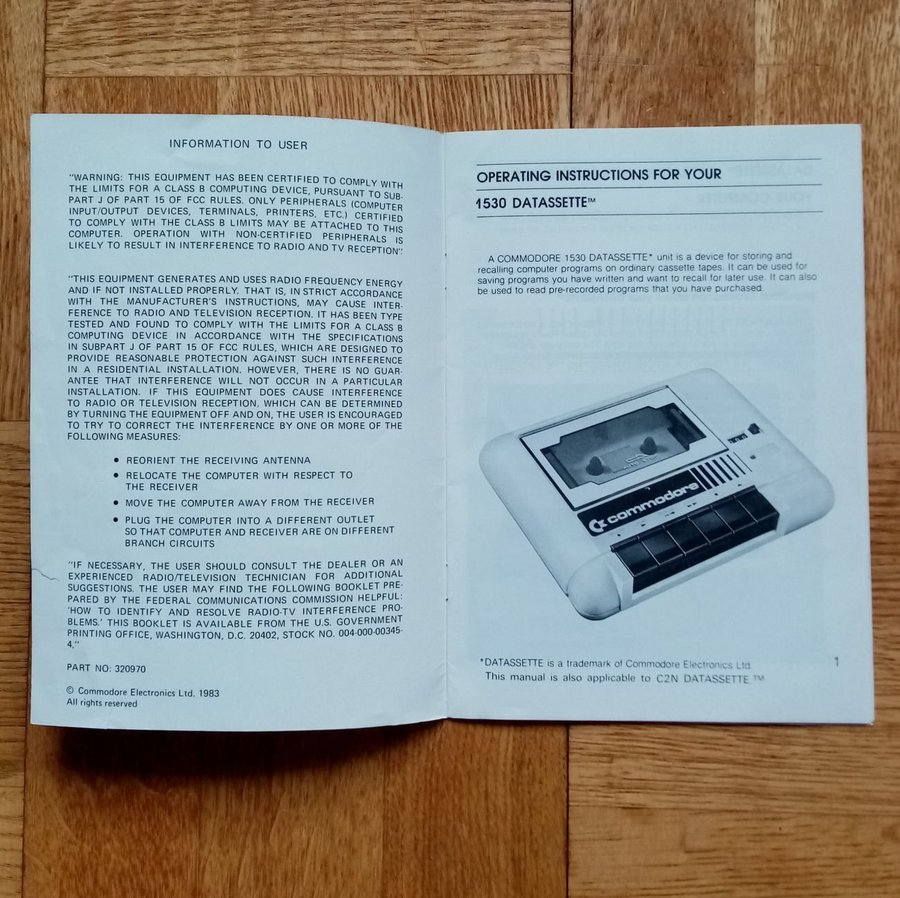 INFORMATION TO USER
"WARNING: THIS EQUIPMENT HAS BEEN CERTIFIED TO COMPLY WITH
THE LIMITS FOR A CLASS B COMPUTING DEVICE, PURSUANT TO SUB-
PART J OF PART 15 OF FCC RULES. ONLY PERIPHERALS (COMPUTER
INPUT/OUTPUT DEVICES, TERMINALS, PRINTERS, ETC.) CERTIFIED
TO COMPLY WITH THE CLASS B LIMITS MAY BE ATTACHED TO THIS
COMPUTER. OPERATION WITH NON-CERTIFIED PERIPHERALS IS
LIKELY TO RESULT IN INTERFERENCE TO RADIO AND TV RECEPTION".
"THIS EQUIPMENT GENERATES AND USES RADIO FREQUENCY ENERGY
AND IF NOT INSTALLED PROPERLY. THAT IS, IN STRICT ACCORDANCE
WITH THE MANUFACTURER'S INSTRUCTIONS, MAY CAUSE INTER-
FERENCE TO RADIO AND TELEVISION RECEPTION. IT HAS BEEN TYPE
TESTED AND FOUND TO COMPLY WITH THE LIMITS FOR A CLASS B
COMPUTING DEVICE IN ACCORDANCE WITH THE SPECIFICATIONS
IN SUBPART J OF PART 15 OF FCC RULES, WHICH ARE DESIGNED TO
PROVIDE REASONABLE PROTECTION AGAINST SUCH INTERFERENCE
IN A RESIDENTIAL INSTALLATION. HOWEVER, THERE IS NO GUAR-
ANTEE THAT INTERFERENCE WILL NOT OCCUR IN A PARTICULAR
INSTALLATION. IF THIS EQUIPMENT DOES CAUSE INTERFERENCE
TO RADIO OR TELEVISION RECEPTION. WHICH CAN BE DETERMINED
BY TURNING THE EQUIPMENT OFF AND ON, THE USER IS ENCOURAGED
TO TRY TO CORRECT THE INTERFERENCE BY ONE OR MORE OF THE
FOLLOWING MEASURES:
• REORIENT THE RECEIVING ANTENNA
• RELOCATE THE COMPUTER WITH RESPECT TO
THE RECEIVER
• MOVE THE COMPUTER AWAY FROM THE RECEIVER
• PLUG THE COMPUTER INTO A DIFFERENT OUTLET
SO THAT COMPUTER AND RECEIVER ARE ON DIFFERENT
BRANCH CIRCUITS
"IF NECESSARY, THE USER SHOULD CONSULT THE DEALER OR AN
EXPERIENCED RADIO/TELEVISION TECHNICIAN FOR ADDITIONAL
SUGGESTIONS. THE USER MAY FIND THE FOLLOWING BOOKLET PRE-
PARED BY THE FEDERAL COMMUNICATIONS COMMISSION HELPFUL:
'HOW TO IDENTIFY AND RESOLVE RADIO-TV INTERFERENCE PRO-
BLEMS.' THIS BOOKLET IS AVAILABLE FROM THE U.S. GOVERNMENT
PRINTING OFFICE, WASHINGTON, D.C. 20402, STOCK NO. 004-000-00345-
4."
PART NO: 320970
© Commodore Electronics Ltd. 1983
All rights reserved
OPERATING INSTRUCTIONS FOR YOUR
1530 DATASSETTE™
A COMMODORE 1530 DATASSETTE* unit is a device for storing and
recalling computer programs on ordinary cassette tapes. It can be used for
saving programs you have written and want to recall for later use. It can also
be used to read pre-recorded programs that you have purchased.
commodore
*DATASSETTE is a trademark of Commodore Electronics Ltd.
This manual is also applicable to C2N DATASSETTE.™
1